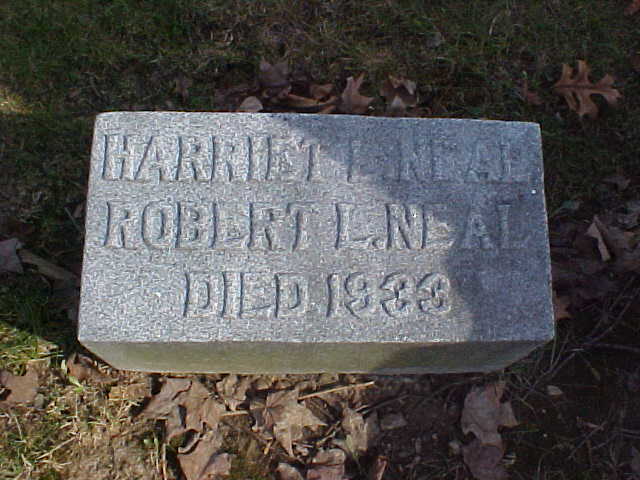 HARRIET L. NEAL
ROBERT L. NEAL
DIED 1933